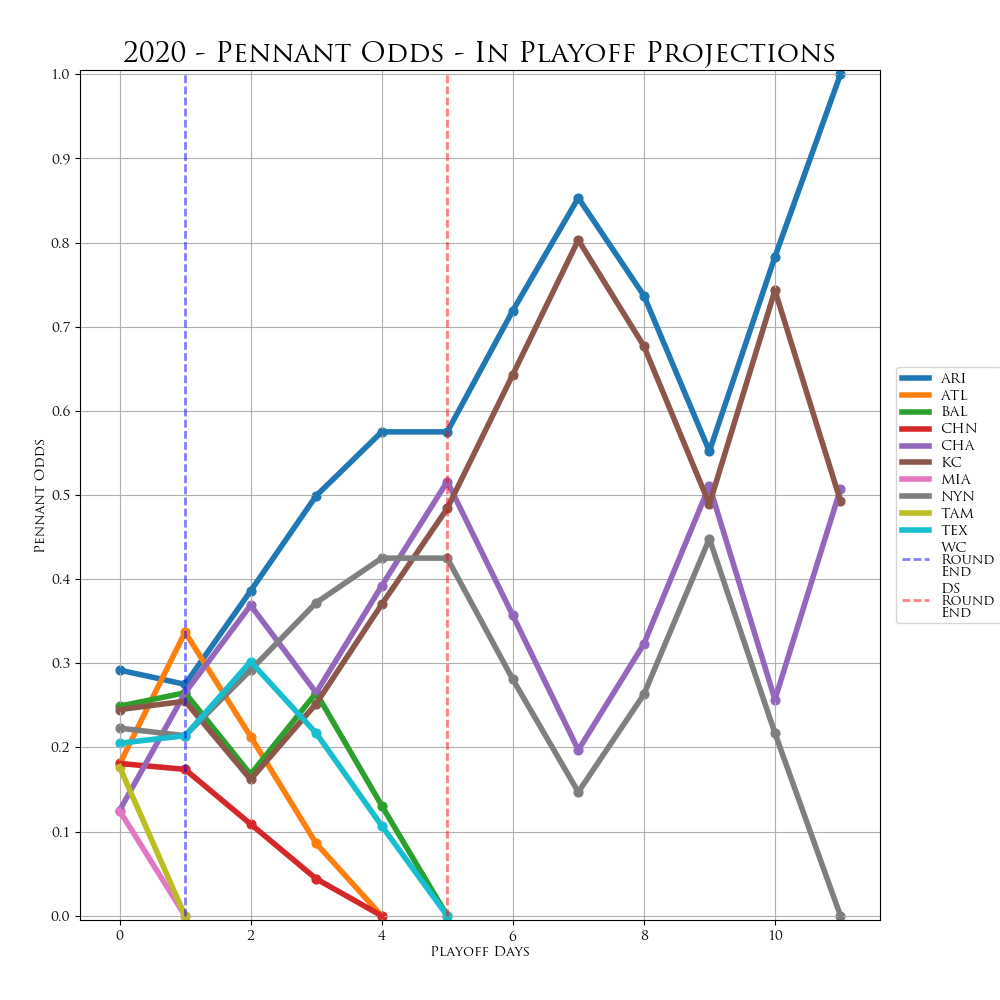 2020 - Pennant Odds - In Playoff Projections
Pennant Odds
1.0
0.9
0.8
0.7
0.6
0.5
0.4
0.3
0.2
0.1
0.0
0 2 4 6 8 10
Playoff Days
ARI
ATL
BAL
CHN
CHA
KC
MIA
NYN
TAM
TEX
WC
Round
End
DS
Round
End